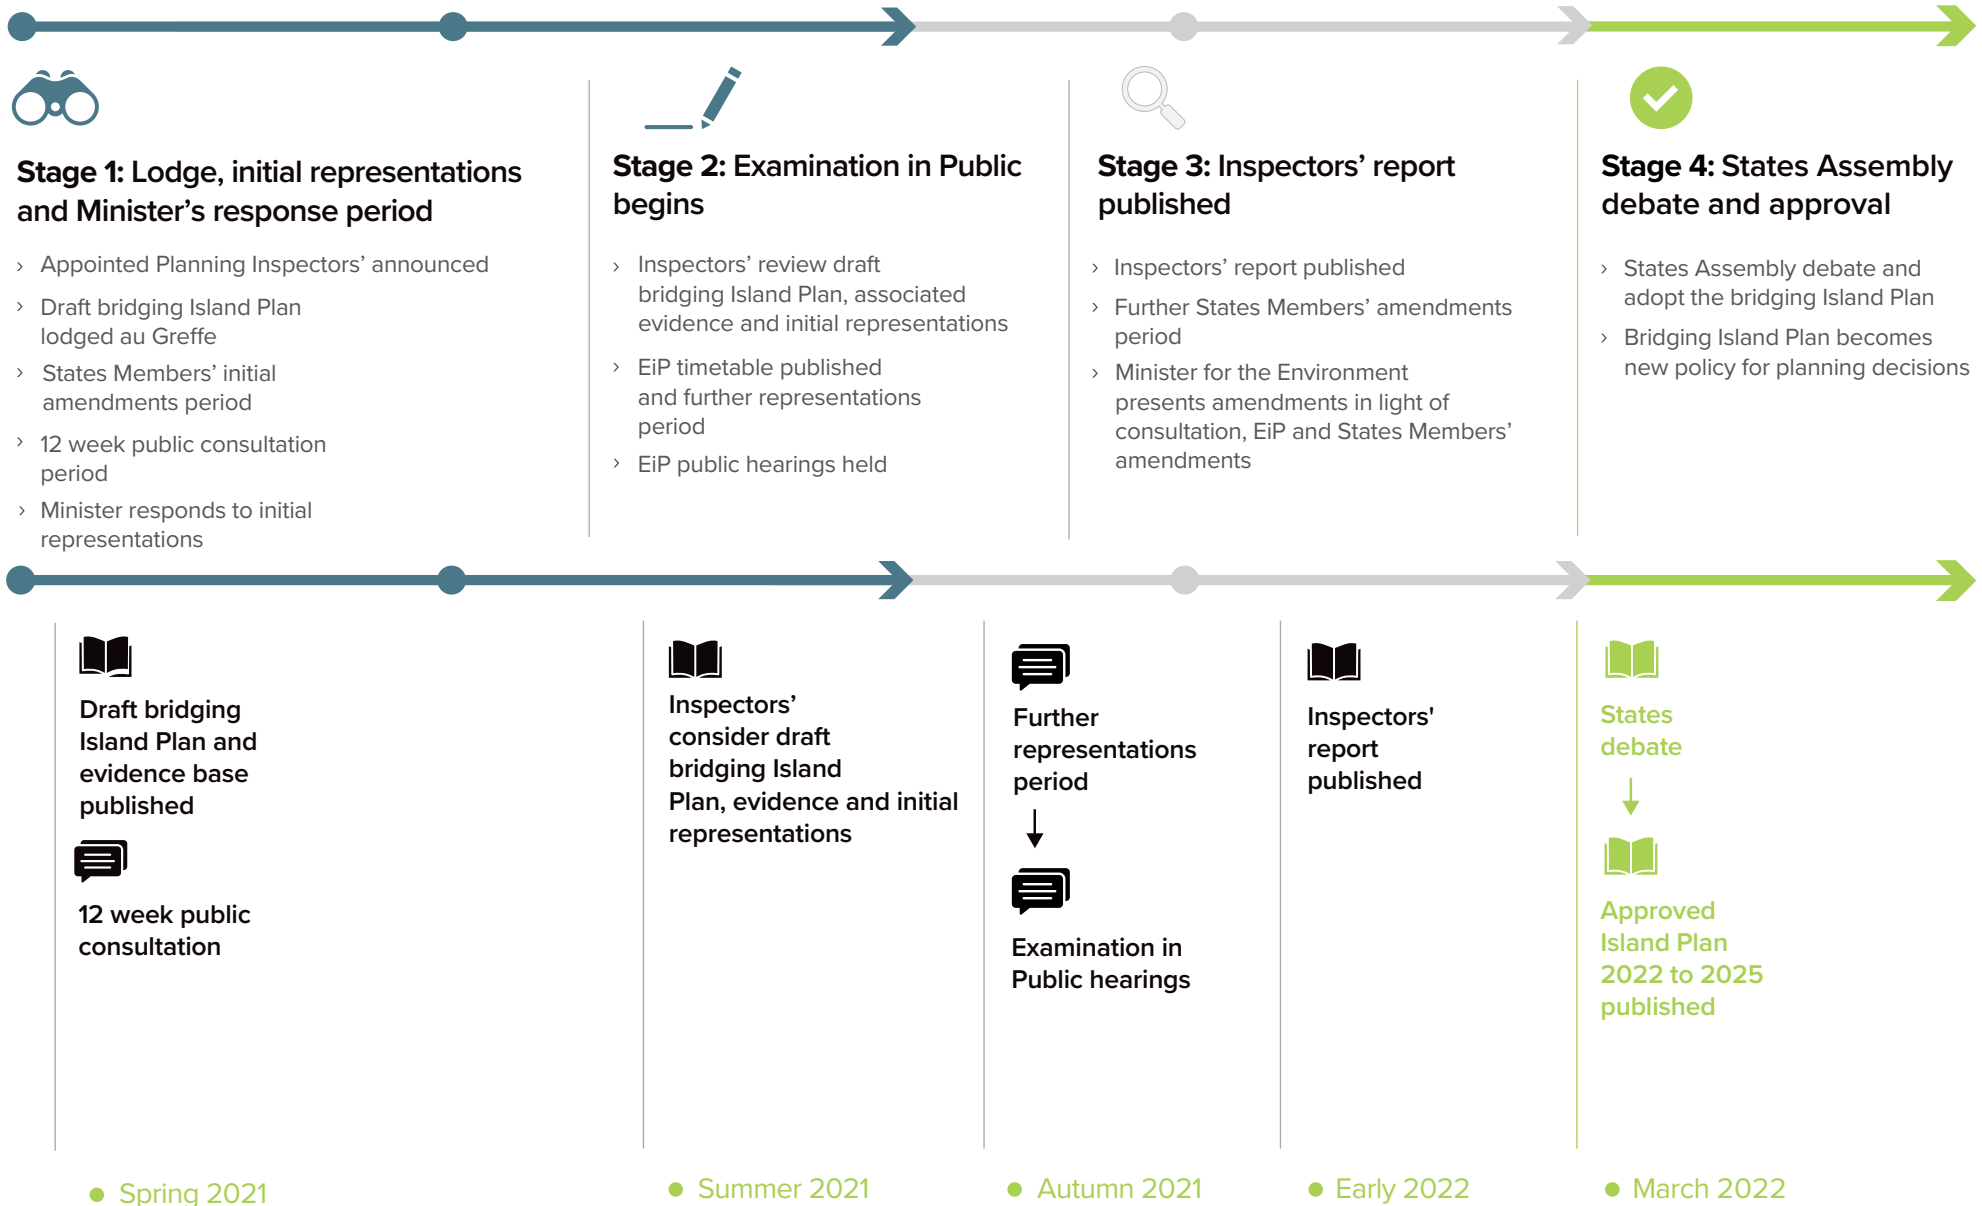 Stage 1: Lodge, initial representations
and Minister’s response period
› Appointed Planning Inspectors’ announced
› Draft bridging Island Plan
lodged au Greffe
› States Members’ initial
amendments period
› 12 week public consultation
period
› Minister responds to initial
representations
Stage 2: Examination in Public
begins
› Inspectors’ review draft
bridging Island Plan, associated
evidence and initial representations
› EiP timetable published
and further representations
period
› EiP public hearings held
Stage 3: Inspectors’ report
published
› Inspectors’ report published
› Further States Members’ amendments
period
› Minister for the Environment
presents amendments in light of
consultation, EiP and States Members’
amendments
Stage 4: States Assembly
debate and approval
› States Assembly debate and
adopt the bridging Island Plan
› Bridging Island Plan becomes
new policy for planning decisions
Draft bridging
Island Plan and
evidence base
published
12 week public
consultation
Spring 2021
Inspectors’
consider draft
bridging Island
Plan, evidence and initial
representations
Summer 2021
Further
representations
period
Examination in
Public hearings
Autumn 2021
Inspectors'
report
published
Early 2022
States
debate
Approved
Island Plan
2022 to 2025
published
March 2022